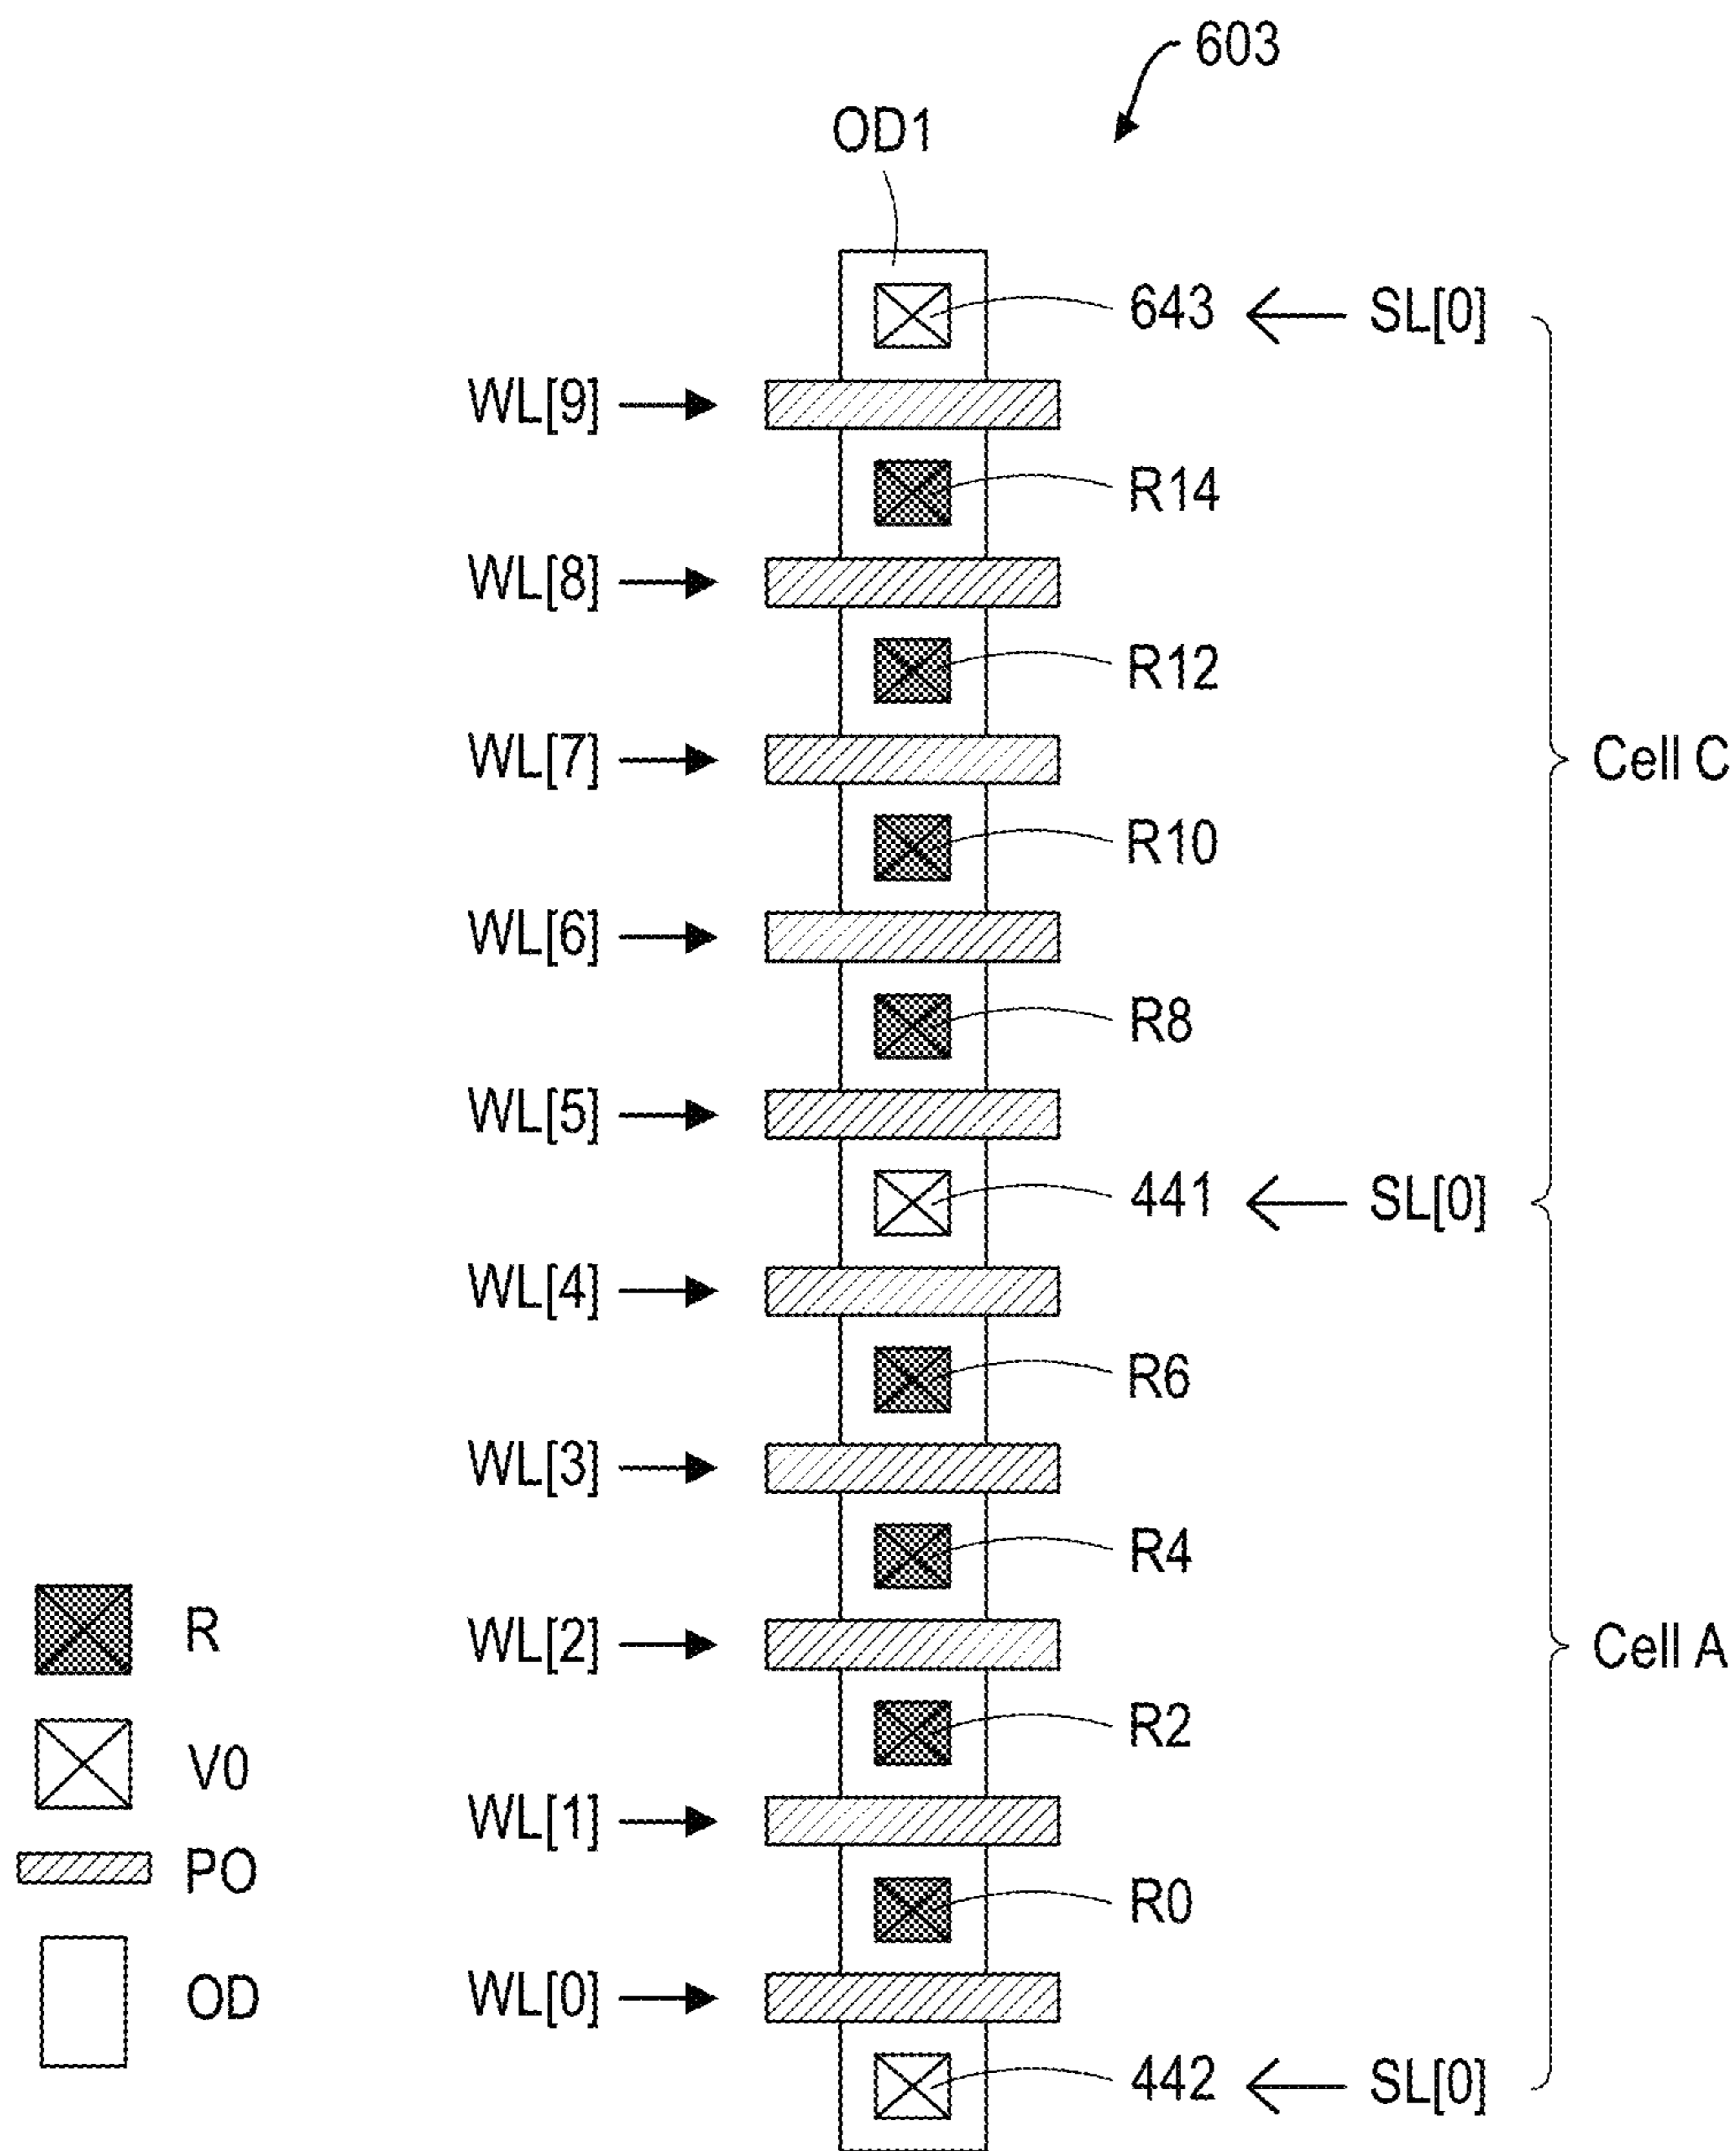 603
OD1
643 SL[0]
WL[9]
R14
WL[8]
R12
WL[7] Cell C
R10
WL[6]
R8
WL[5]
441 SL[0]
WL[4]
R6
WL[3]
R4
R
WL[2] Cell A
R2
V0
WL[1]
PO
R0
OD WL[0]
442 SL[0]